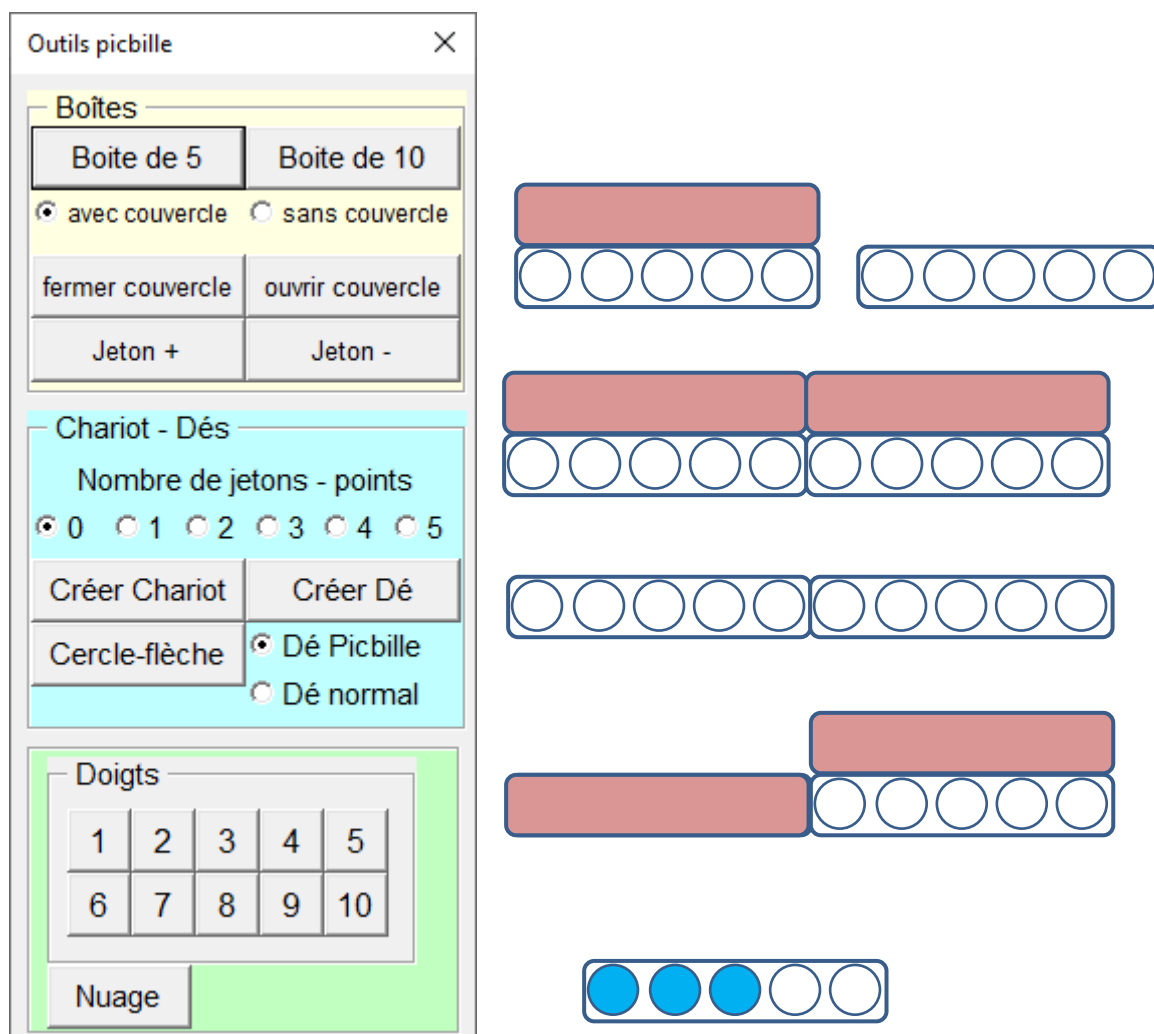 Outils picbille
Boîtes
Boite de 5 Boite de 10
avec couvercle sans couvercle
fermer couvercle ouvrir couvercle
Jeton + Jeton -
Chariot - Dés
Nombre de jetons - points
0 1 2 3 4 5
Créer Chariot Créer Dé
Cercle-flèche Dé Picbille
Dé normal
Doigts
1 2 3 4 5
6 7 8 9 10
Nuage